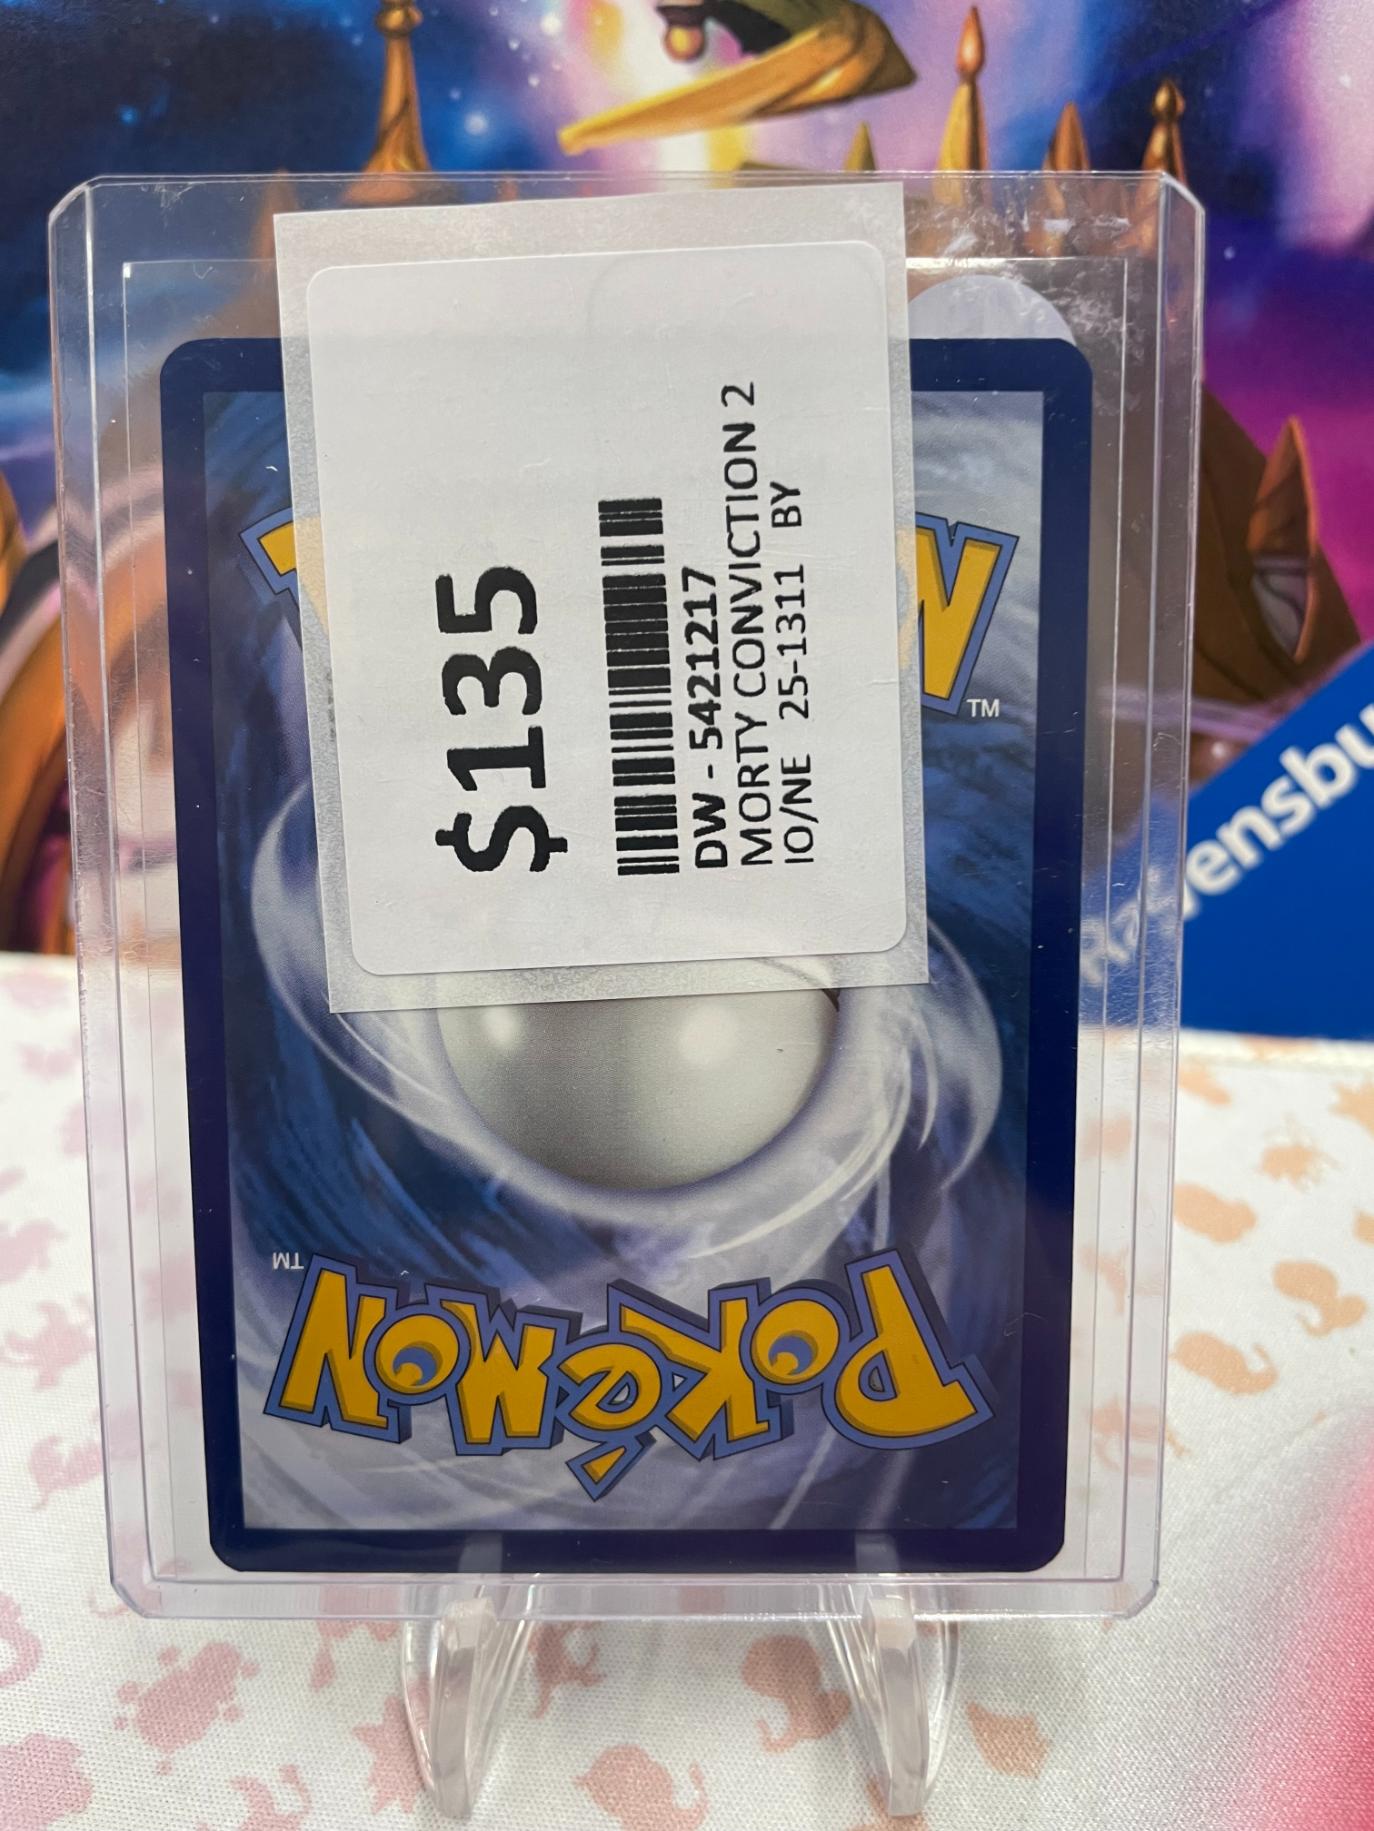 $135
DW - 5421217
MORTY CONVICTION 2
IO/NE 25-1311 BY
N
TM
Ravensbu
POKéMON
TM